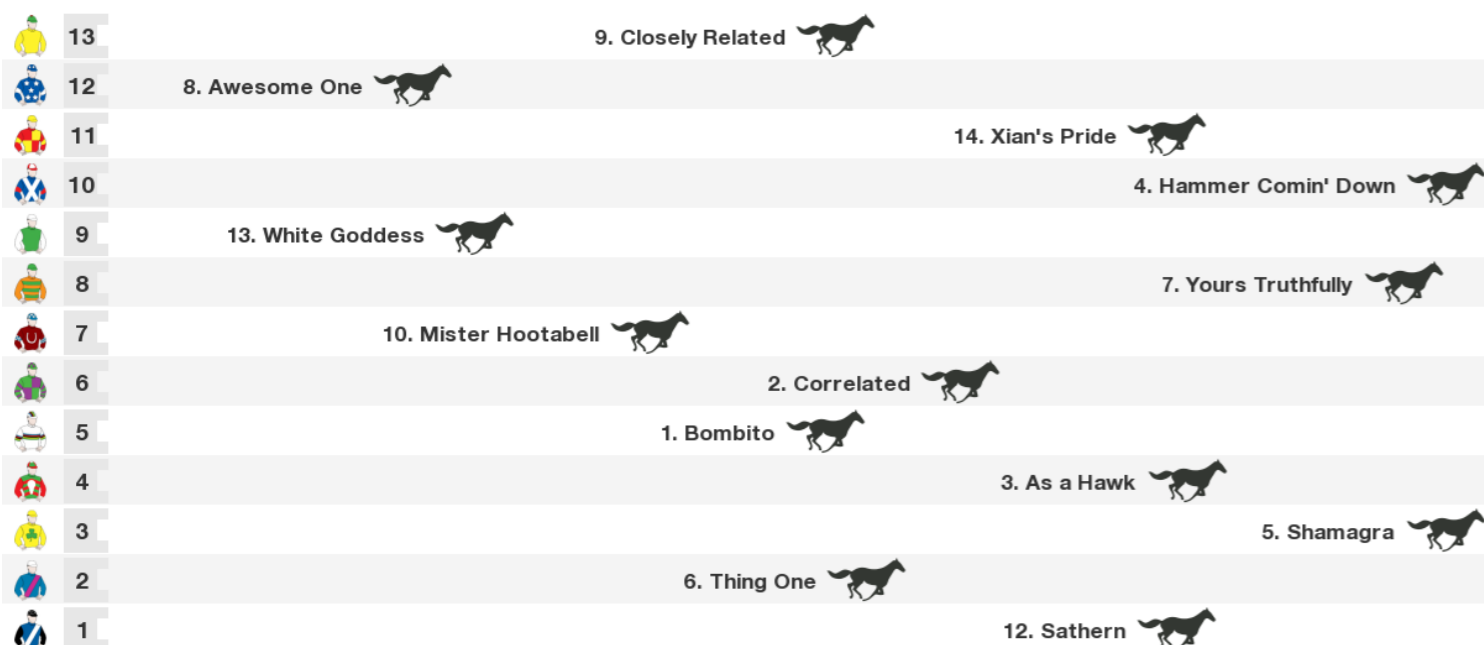 13 9. Closely Related
12 8. Awesome One
11 14. Xian's Pride
10 4. Hammer Comin' Down
9 13. White Goddess
8 7. Yours Truthfully
7 10. Mister Hootabell
6 2. Correlated
5 1. Bombito
4 3. As a Hawk
3 5. Shamagra
2 6. Thing One
1 12. Sathern